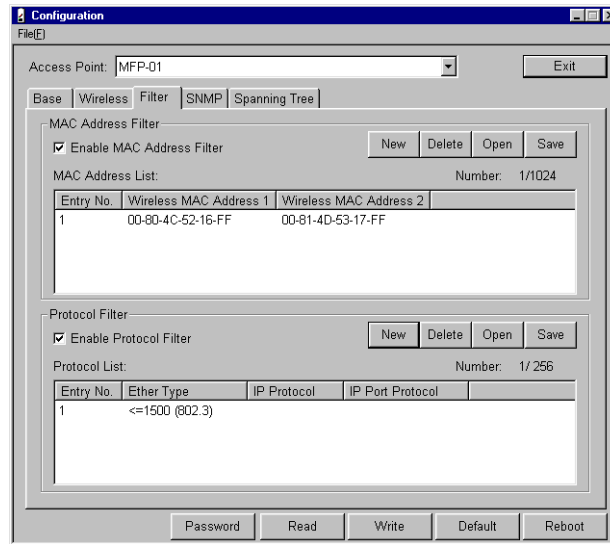 Configuration
File(F)
Access Point: MFP-01 Exit
Base Wireless Filter SNMP Spanning Tree
MAC Address Filter
Enable MAC Address Filter New Delete Open Save
MAC Address List: Number: 1/1024
Entry No. Wireless MAC Address 1 Wireless MAC Address 2
1 00-80-4C-52-16-FF 00-81-4D-53-17-FF
Protocol Filter
Enable Protocol Filter New Delete Open Save
Protocol List: Number: 1/ 256
Entry No. Ether Type IP Protocol IP Port Protocol
1 <=1500 (802.3)
Password Read Write Default Reboot